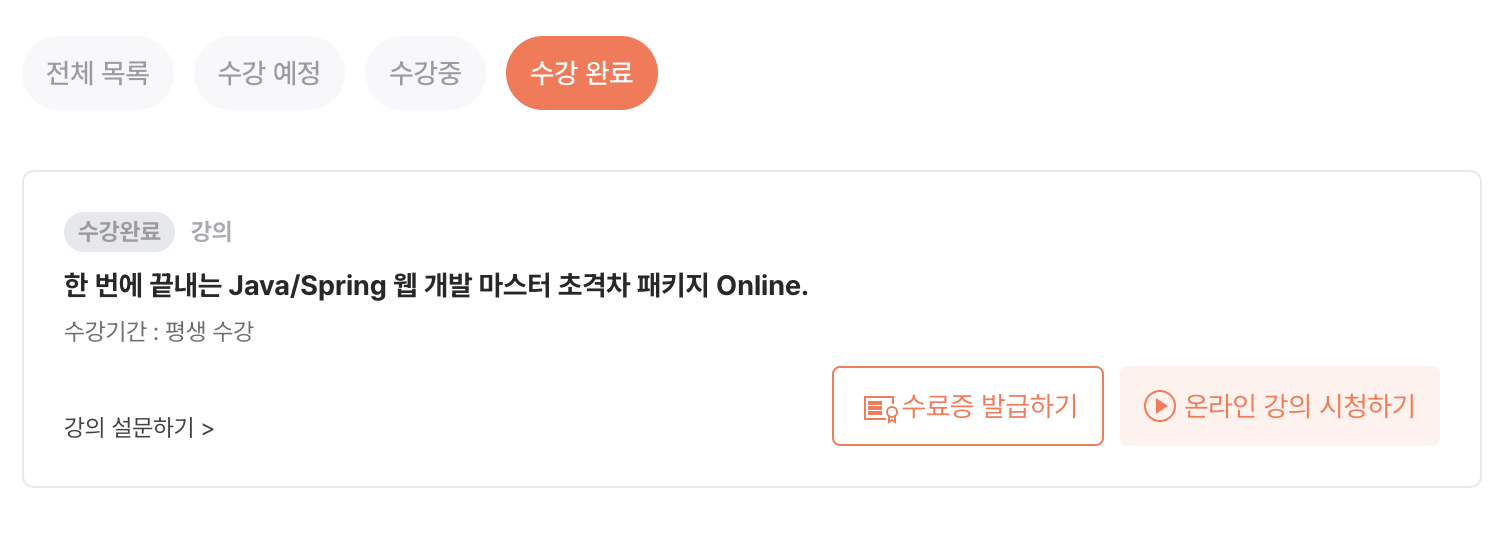 전체 목록 수강 예정 수강중 수강 완료
수강완료 강의
한 번에 끝내는 Java/Spring 웹 개발 마스터 초격차 패키지 Online.
수강기간 : 평생 수강
수료증 발급하기 온라인 강의 시청하기
강의 설문하기 >